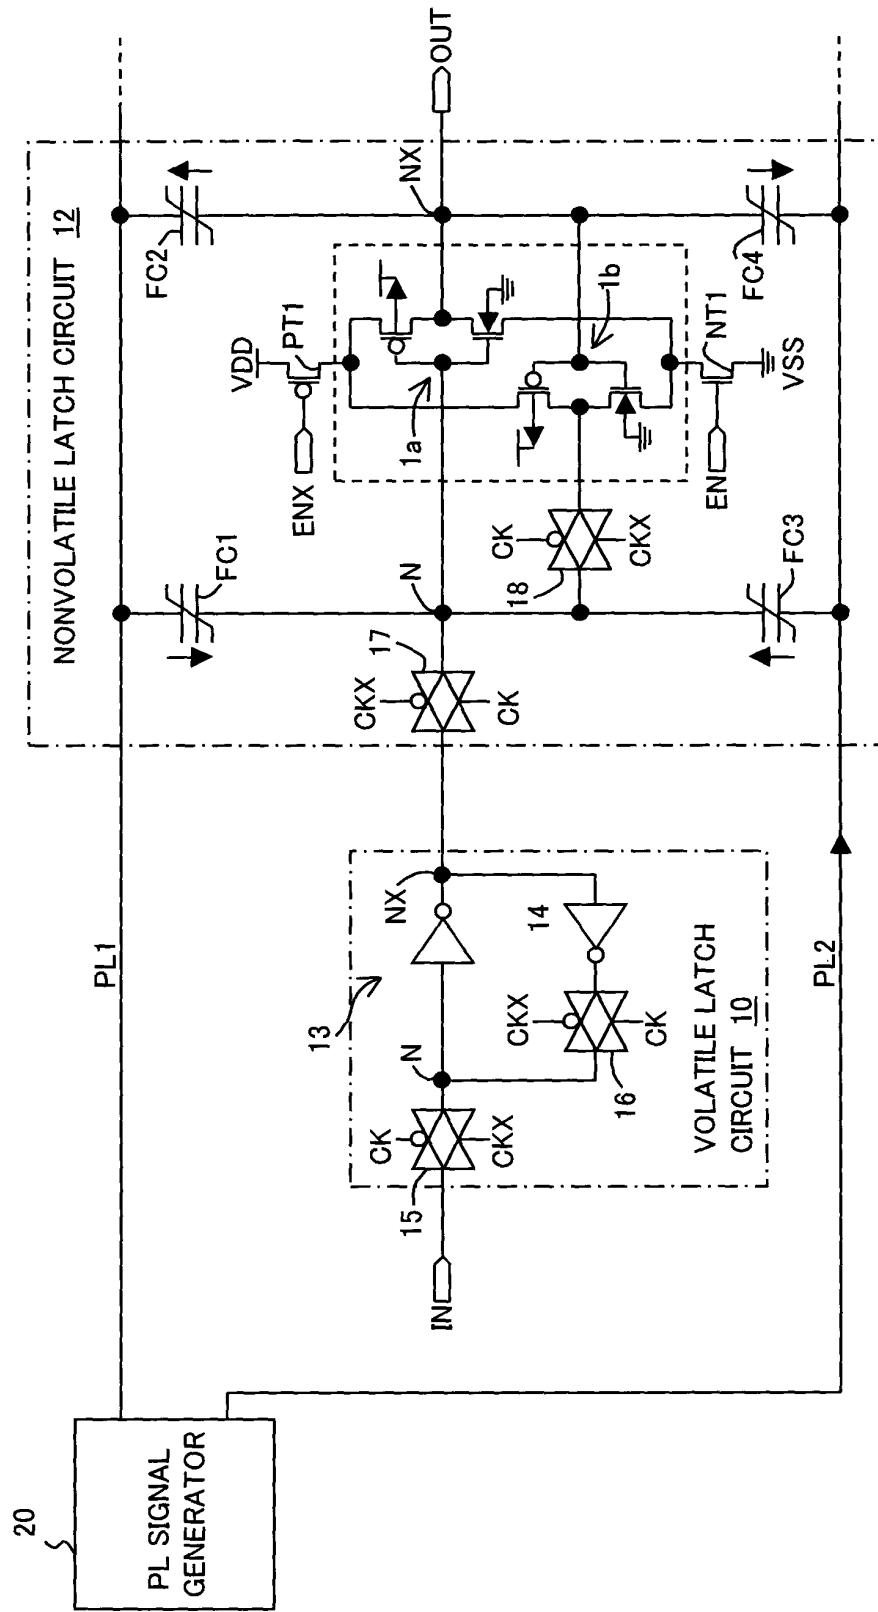 20
PL SIGNAL
GENERATOR
PL1
PL2
IN
15
CK
CKX
N
13
NX
14
CKX
CK
16
VOLATILE LATCH
CIRCUIT 10
NONVOLATILE LATCH CIRCUIT 12
CKX
17
CK
N
FC1
FC3
18
CK
CKX
ENX
VDD
PT1
1a
1b
EN
NT1
VSS
FC2
NX
FC4
OUT